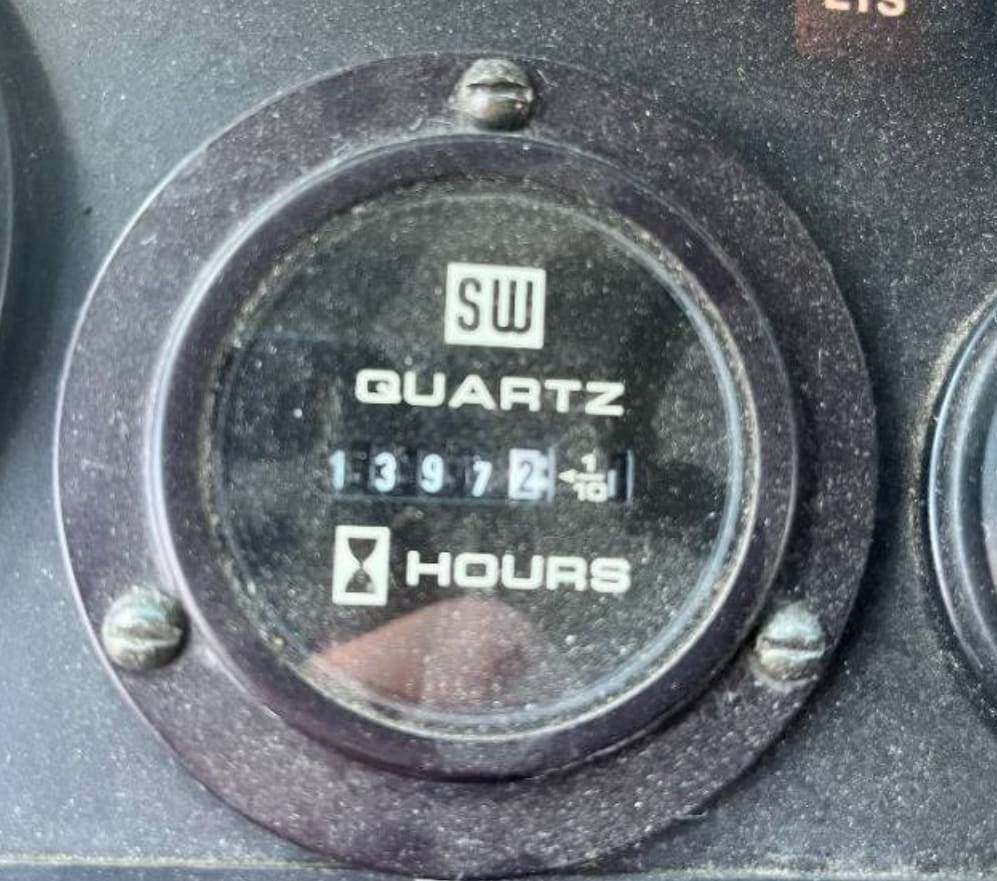 SW
QUARTZ
13972 1/10
HOURS